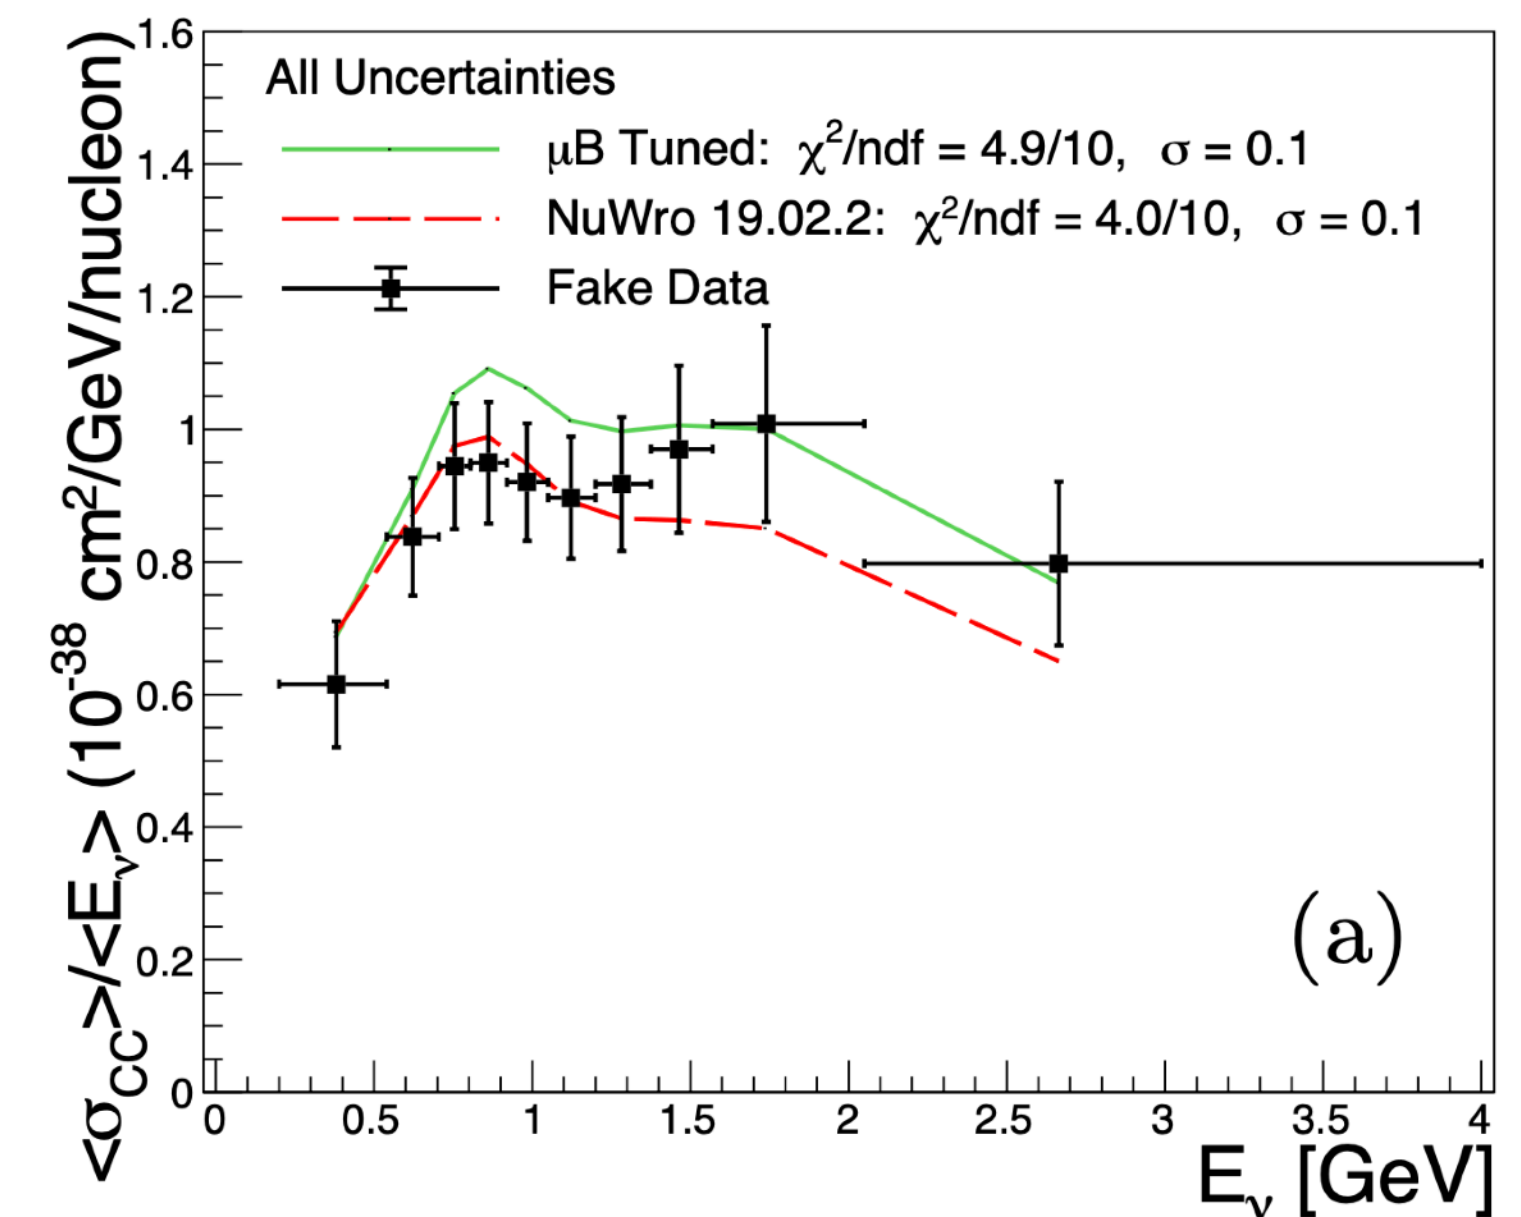 1.6
1.4
1.2
1
0.8
0.6
0.4
0.2
0
<σCC>/<Eν> (10⁻³⁸ cm²/GeV/nucleon)
All Uncertainties
μB Tuned: χ²/ndf = 4.9/10, σ = 0.1
NuWro 19.02.2: χ²/ndf = 4.0/10, σ = 0.1
Fake Data
(a)
0 0.5 1 1.5 2 2.5 3 3.5 4
Eν [GeV]